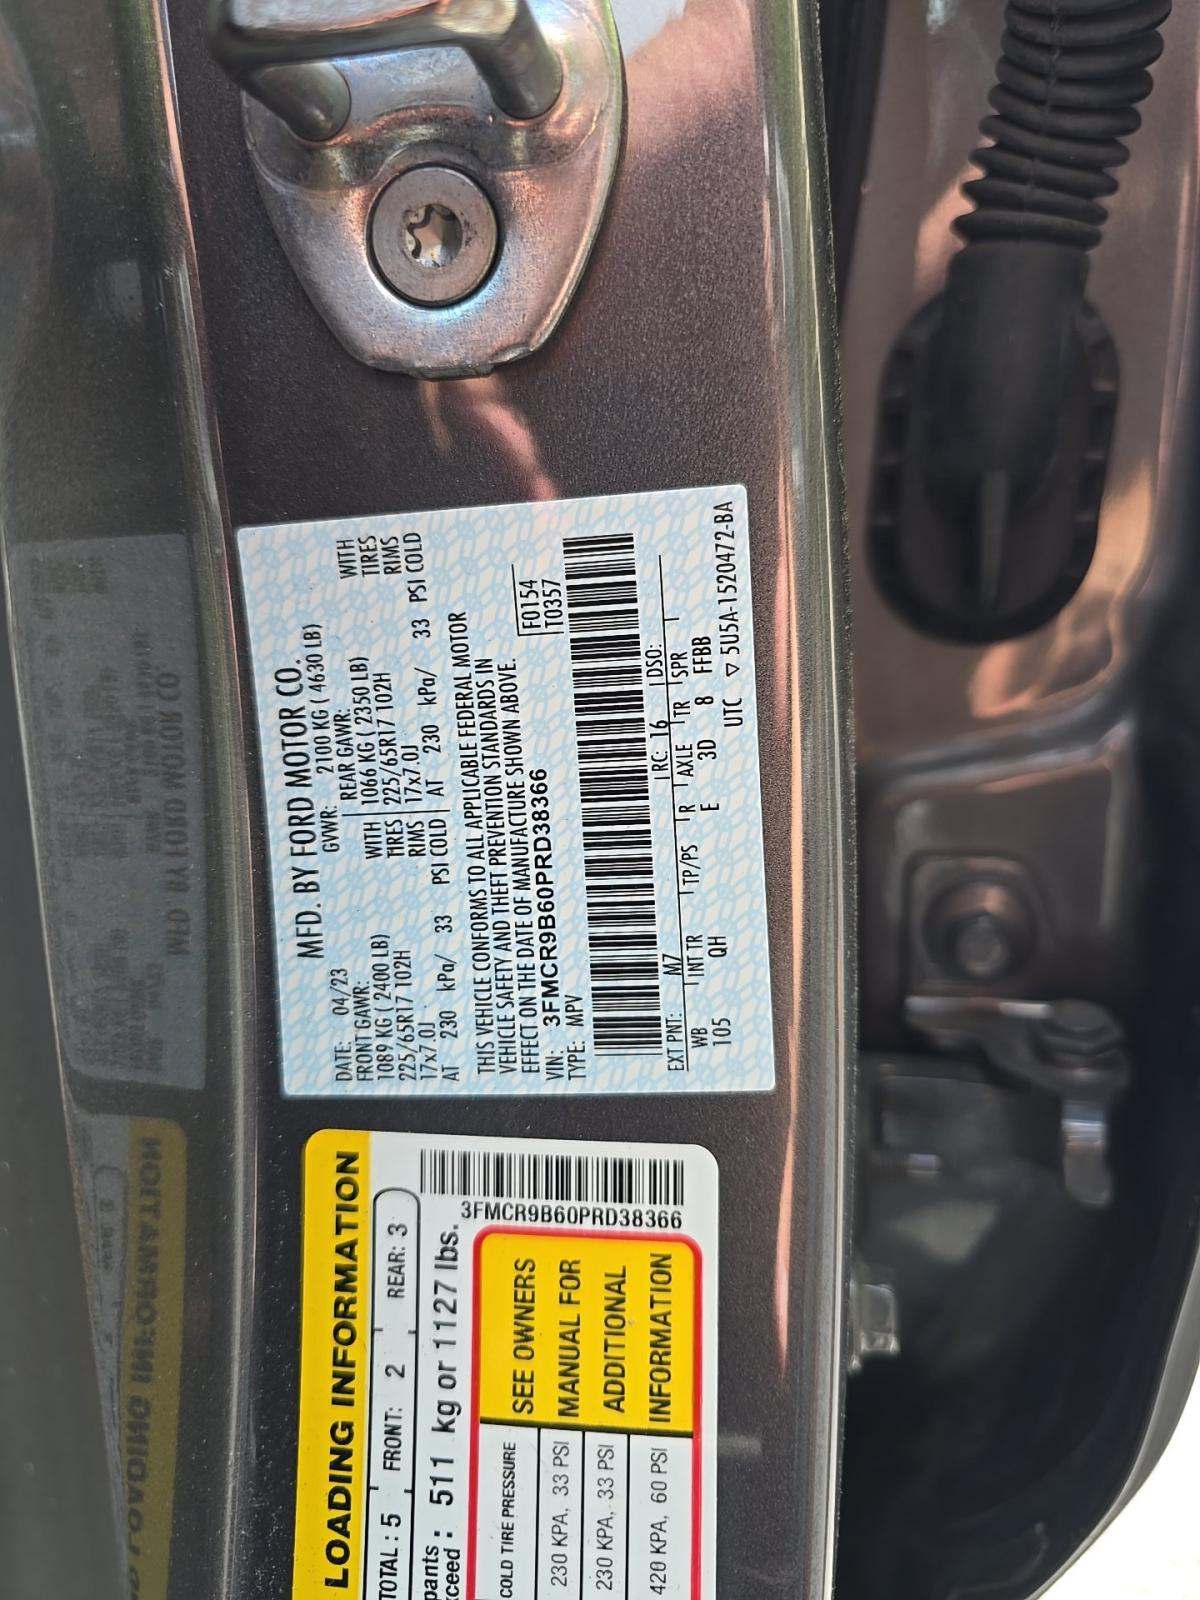 MFD. BY FORD MOTOR CO.
DATE: 04/23 GVWR: 2100 KG ( 4630 LB)
FRONT GAWR: REAR GAWR:
1089 KG ( 2400 LB) WITH 1066 KG ( 2350 LB) WITH
225/65R17 102H TIRES 225/65R17 102H TIRES
17x7.0J RIMS 17x7.0J RIMS
AT 230 kPa/ 33 PSI COLD AT 230 kPa/ 33 PSI COLD
THIS VEHICLE CONFORMS TO ALL APPLICABLE FEDERAL MOTOR
VEHICLE SAFETY AND THEFT PREVENTION STANDARDS IN
EFFECT ON THE DATE OF MANUFACTURE SHOWN ABOVE.
F0154
VIN: 3FMCR9B60PRD38366 T0357
TYPE: MPV
EXT PNT: M7 RC: 16 DSO:
WB INT TR TP/PS R AXLE TR SPR
105 QH E 3D 8 FFBB
UTC ▽ 5U5A-1520472-BA
LOADING INFORMATION
TOTAL : 5 FRONT: 2 REAR: 3
pants :
xceed : 511 kg or 1127 lbs.
3FMCR9B60PRD38366
COLD TIRE PRESSURE
230 KPA, 33 PSI
230 KPA, 33 PSI
420 KPA, 60 PSI
SEE OWNERS
MANUAL FOR
ADDITIONAL
INFORMATION